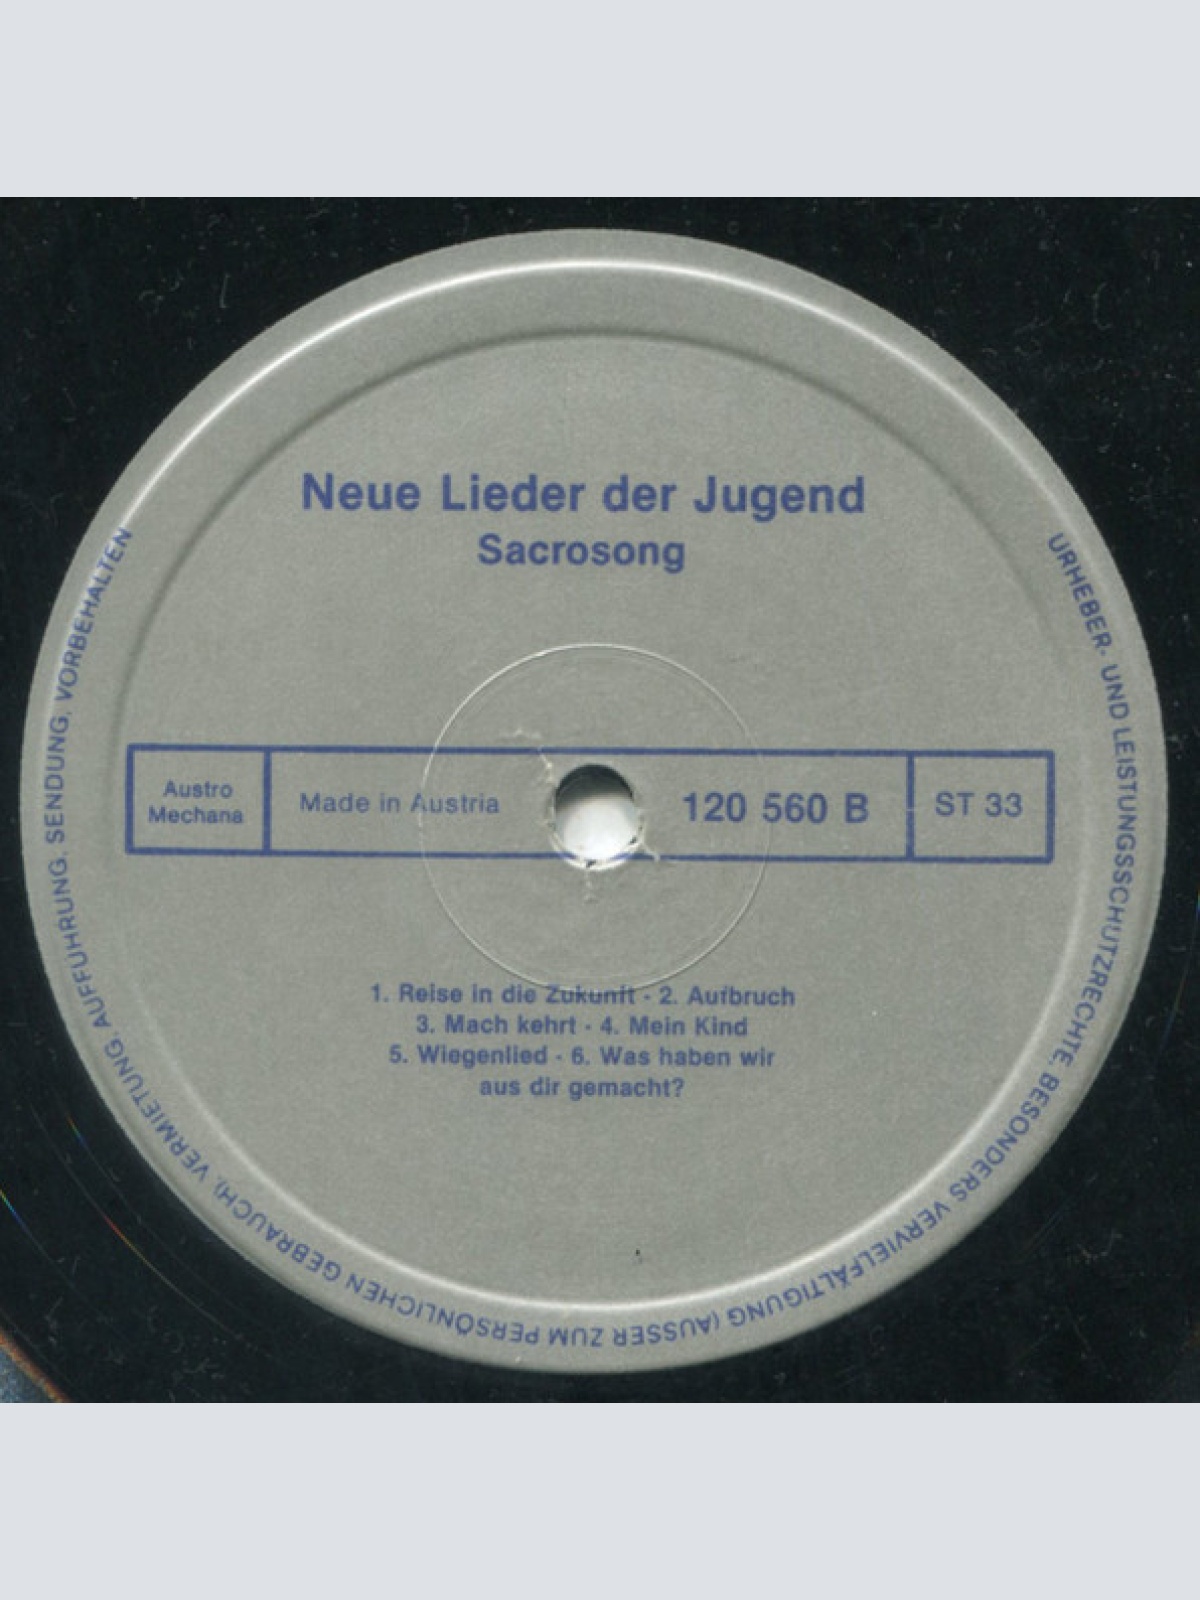 Neue Lieder der Jugend
Sacrosong
Austro
Mechana
Made in Austria
120 560 B
ST 33
1. Reise in die Zukunft · 2. Aufbruch
3. Mach kehrt · 4. Mein Kind
5. Wiegenlied · 6. Was haben wir
aus dir gemacht?
URHEBER- UND LEISTUNGSSCHUTZRECHTE, BESONDERS VERVIELFÄLTIGUNG (AUSSER ZUM PERSÖNLICHEN GEBRAUCH), VERMIETUNG, AUFFUHRUNG, SENDUNG, VORBEHALTEN